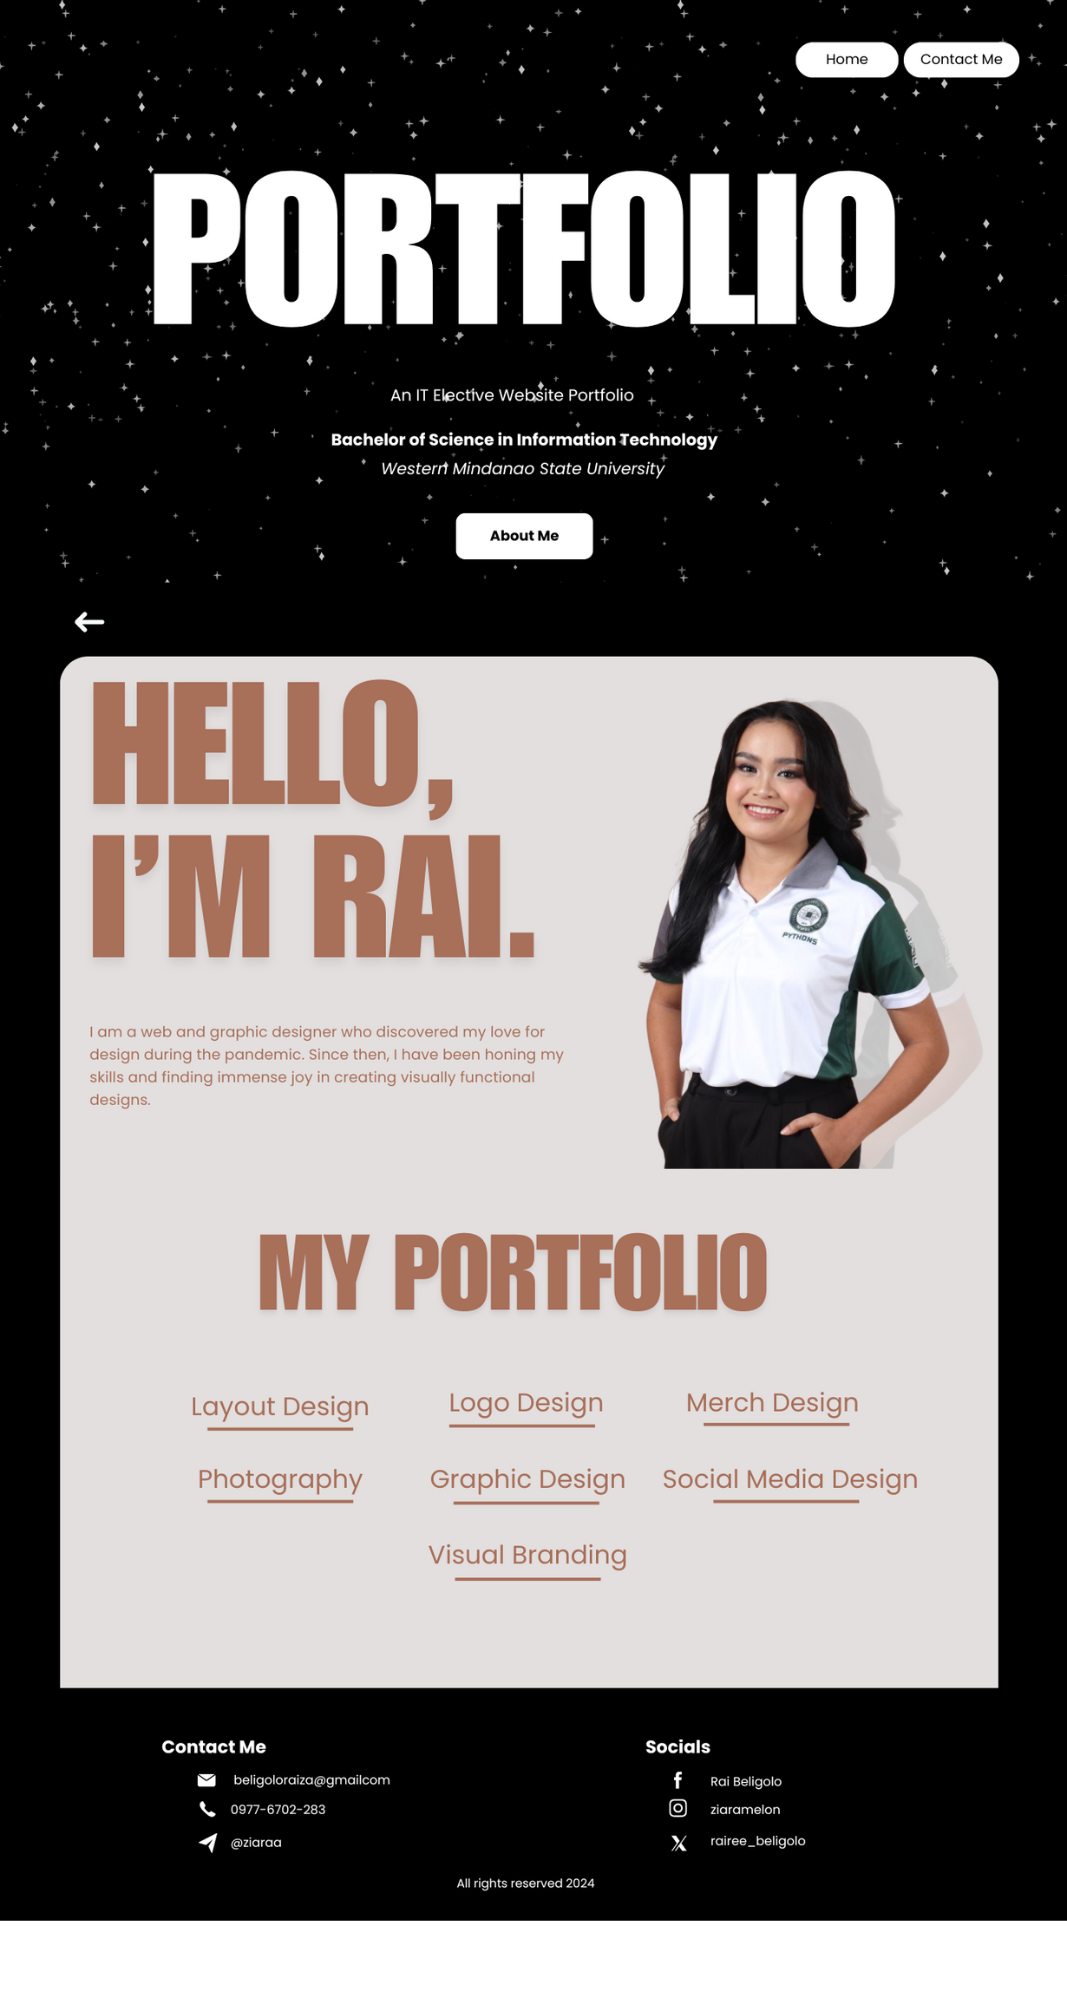 Home
Contact Me
PORTFOLIO
An IT Elective Website Portfolio
Bachelor of Science in Information Technology
Western Mindanao State University
About Me
HELLO,
I'M RAI.
PYTHONS
I am a web and graphic designer who discovered my love for
design during the pandemic. Since then, I have been honing my
skills and finding immense joy in creating visually functional
designs.
MY PORTFOLIO
Layout Design
Logo Design
Merch Design
Photography
Graphic Design
Social Media Design
Visual Branding
Contact Me
beligoloraiza@gmailcom
0977-6702-283
@ziaraa
Socials
Rai Beligolo
ziaramelon
rairee_beligolo
All rights reserved 2024